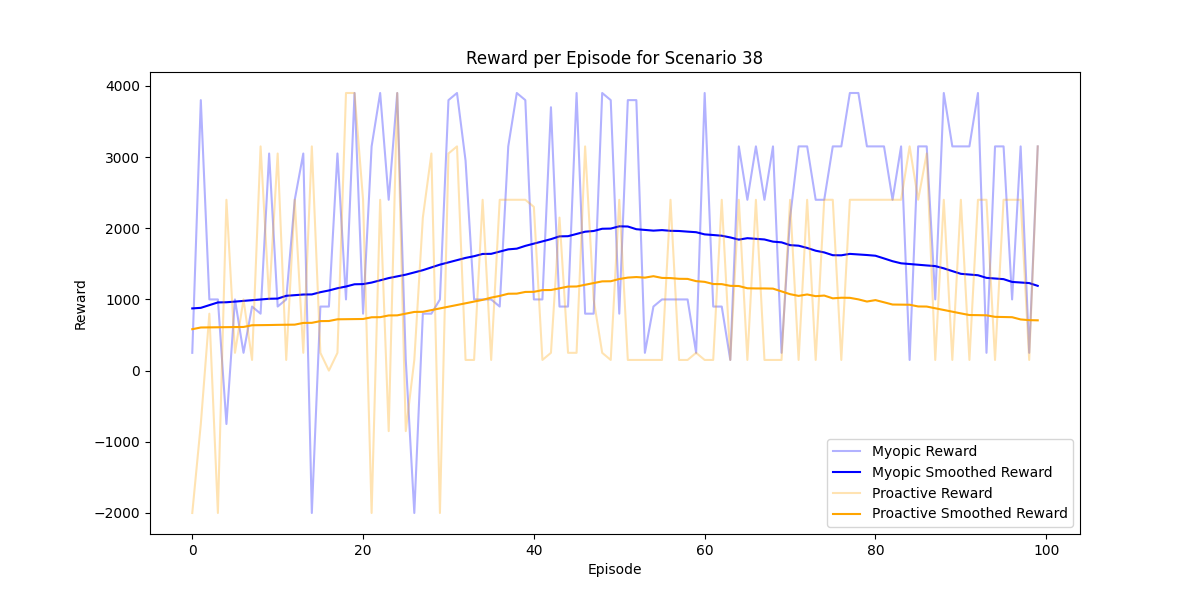 Reward per Episode for Scenario 38
4000
3000
2000
1000
0
−1000
−2000
Reward
0 20 40 60 80 100
Episode
Myopic Reward
Myopic Smoothed Reward
Proactive Reward
Proactive Smoothed Reward